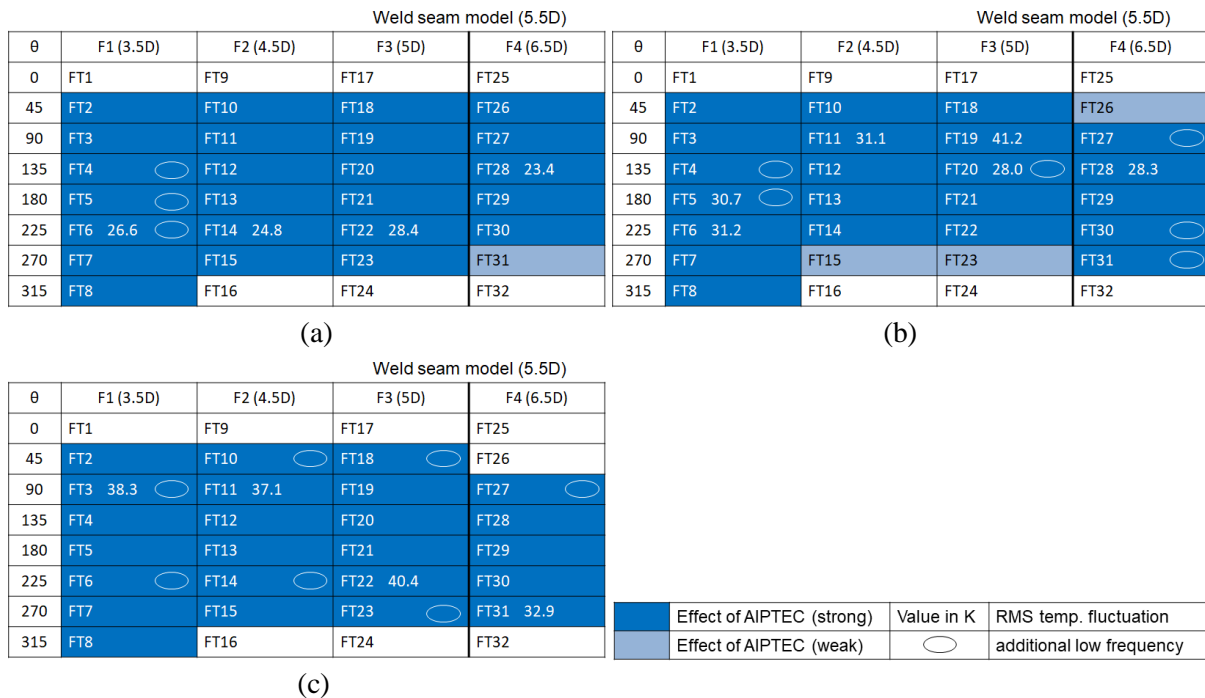 Weld seam model (5.5D)
θ F1 (3.5D) F2 (4.5D) F3 (5D) F4 (6.5D)
0 FT1 FT9 FT17 FT25
45 FT2 FT10 FT18 FT26
90 FT3 FT11 FT19 FT27
135 FT4 FT12 FT20 FT28 23.4
180 FT5 FT13 FT21 FT29
225 FT6 26.6 FT14 24.8 FT22 28.4 FT30
270 FT7 FT15 FT23 FT31
315 FT8 FT16 FT24 FT32
(a)
Weld seam model (5.5D)
θ F1 (3.5D) F2 (4.5D) F3 (5D) F4 (6.5D)
0 FT1 FT9 FT17 FT25
45 FT2 FT10 FT18 FT26
90 FT3 FT11 31.1 FT19 41.2 FT27
135 FT4 FT12 FT20 28.0 FT28 28.3
180 FT5 30.7 FT13 FT21 FT29
225 FT6 31.2 FT14 FT22 FT30
270 FT7 FT15 FT23 FT31
315 FT8 FT16 FT24 FT32
(b)
Weld seam model (5.5D)
θ F1 (3.5D) F2 (4.5D) F3 (5D) F4 (6.5D)
0 FT1 FT9 FT17 FT25
45 FT2 FT10 FT18 FT26
90 FT3 38.3 FT11 37.1 FT19 FT27
135 FT4 FT12 FT20 FT28
180 FT5 FT13 FT21 FT29
225 FT6 FT14 FT22 40.4 FT30
270 FT7 FT15 FT23 FT31 32.9
315 FT8 FT16 FT24 FT32
(c)
Effect of AIPTEC (strong) Value in K RMS temp. fluctuation
Effect of AIPTEC (weak) additional low frequency